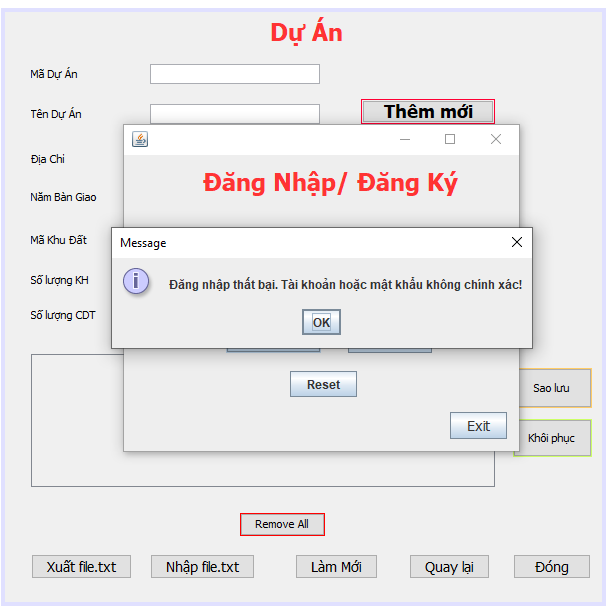 Dự Án
Mã Dự Án
Tên Dự Án
Thêm mới
Địa Chỉ
Đăng Nhập/ Đăng Ký
Năm Bàn Giao
Mã Khu Đất
Message
Số lượng KH
Đăng nhập thất bại. Tài khoản hoặc mật khẩu không chính xác!
Số lượng CDT
OK
Reset
Sao lưu
Exit
Khôi phục
Remove All
Xuất file.txt
Nhập file.txt
Làm Mới
Quay lại
Đóng